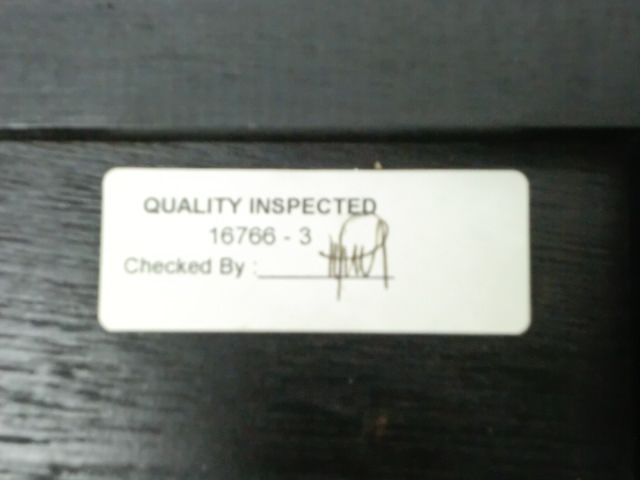 QUALITY INSPECTED
16766 - 3
Checked By :